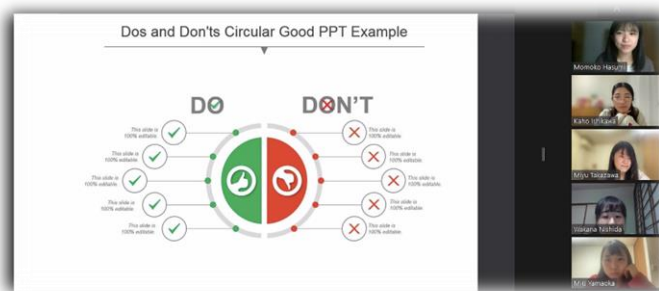 Dos and Don'ts Circular Good PPT Example
DO
DON'T
This slide is
100% editable.
This slide is
100% editable.
This slide is
100% editable.
This slide is
100% editable.
This slide is
100% editable.
This slide is
100% editable.
This slide is
100% editable.
This slide is
100% editable.
This slide is
100% editable.
This slide is
100% editable.
Momoko Hasumi
Kaho Ishikawa
Miyu Takazawa
Wakana Nishida
Miki Yamaoka